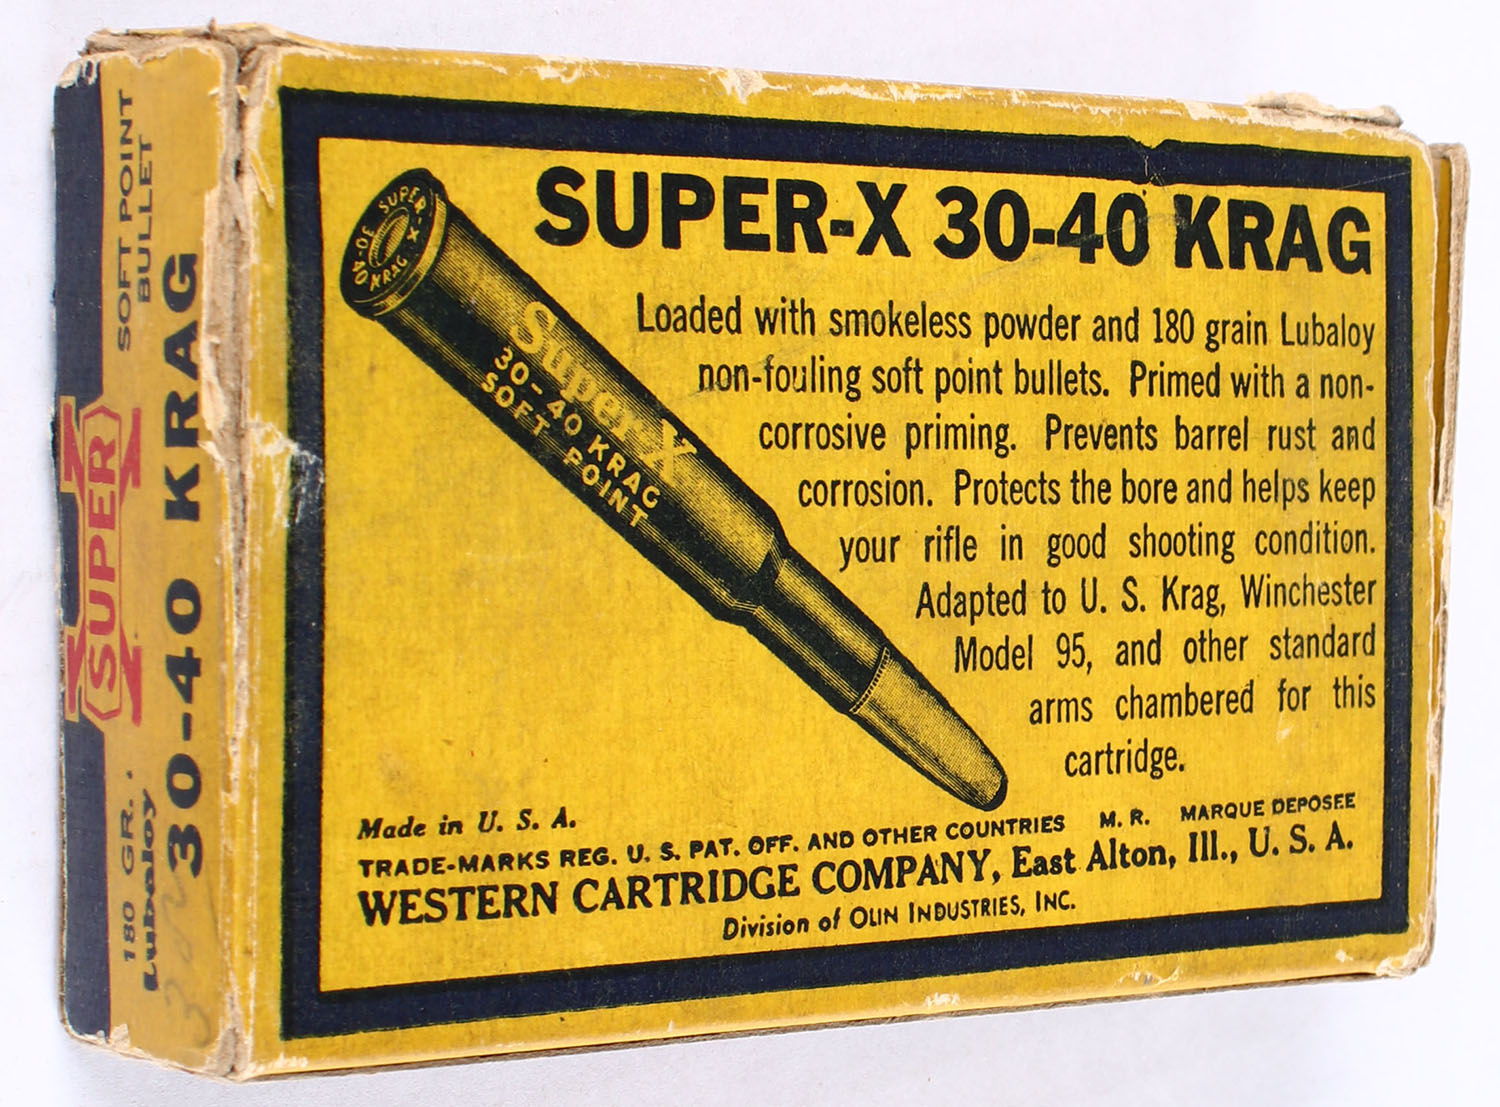 SUPER-X 30-40 KRAG
Loaded with smokeless powder and 180 grain Lubaloy
non-fouling soft point bullets. Primed with a non-
corrosive priming. Prevents barrel rust and
corrosion. Protects the bore and helps keep
your rifle in good shooting condition.
Adapted to U. S. Krag, Winchester
Model 95, and other standard
arms chambered for this
cartridge.
SUPER-X
30-40 KRAG
Super X
30-40 KRAG
SOFT POINT
Made in U. S. A.
TRADE-MARKS REG. U. S. PAT. OFF. AND OTHER COUNTRIES M. R. MARQUE DEPOSEE
WESTERN CARTRIDGE COMPANY, East Alton, Ill., U. S. A.
Division of OLIN INDUSTRIES, INC.
X
SUPER
180 GR.
Lubaloy
SOFT POINT
BULLET
30-40 KRAG